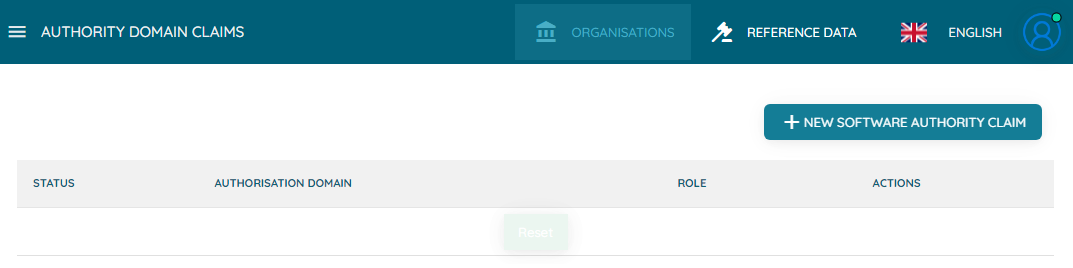 AUTHORITY DOMAIN CLAIMS ORGANISATIONS REFERENCE DATA ENGLISH
+ NEW SOFTWARE AUTHORITY CLAIM
STATUS AUTHORISATION DOMAIN ROLE ACTIONS
Reset